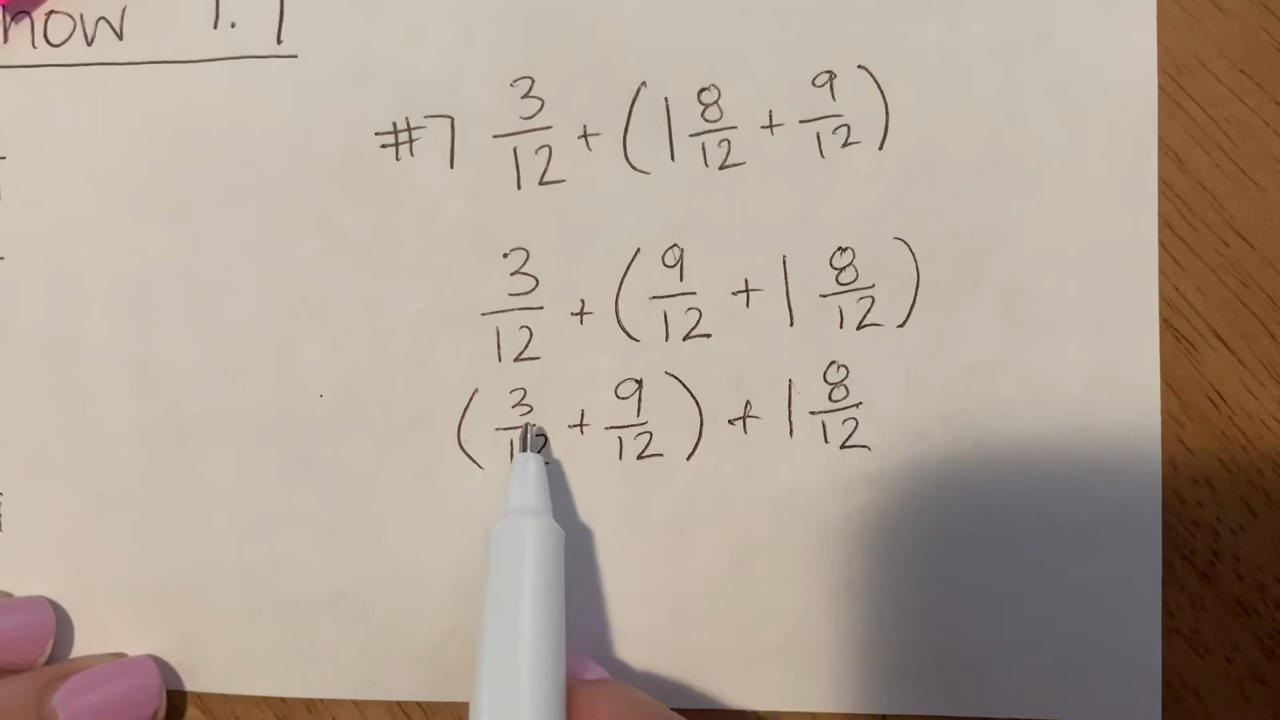 now 1.1
#7 3/12 + (1 8/12 + 9/12)
3/12 + (9/12 + 1 8/12)
(3/12 + 9/12) + 1 8/12